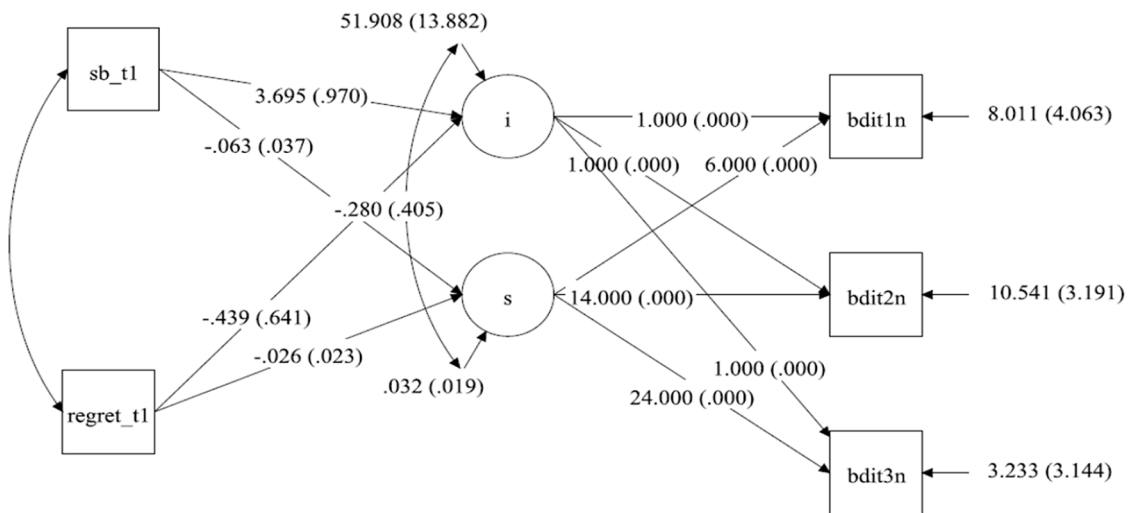 51.908 (13.882)
sb_t1
3.695 (.970)
i
1.000 (.000)
bdit1n
8.011 (4.063)
-.063 (.037)
1.000 (.000)
6.000 (.000)
-.280 (.405)
s
14.000 (.000)
bdit2n
10.541 (3.191)
-.439 (.641)
-.026 (.023)
.032 (.019)
1.000 (.000)
24.000 (.000)
regret_t1
bdit3n
3.233 (3.144)